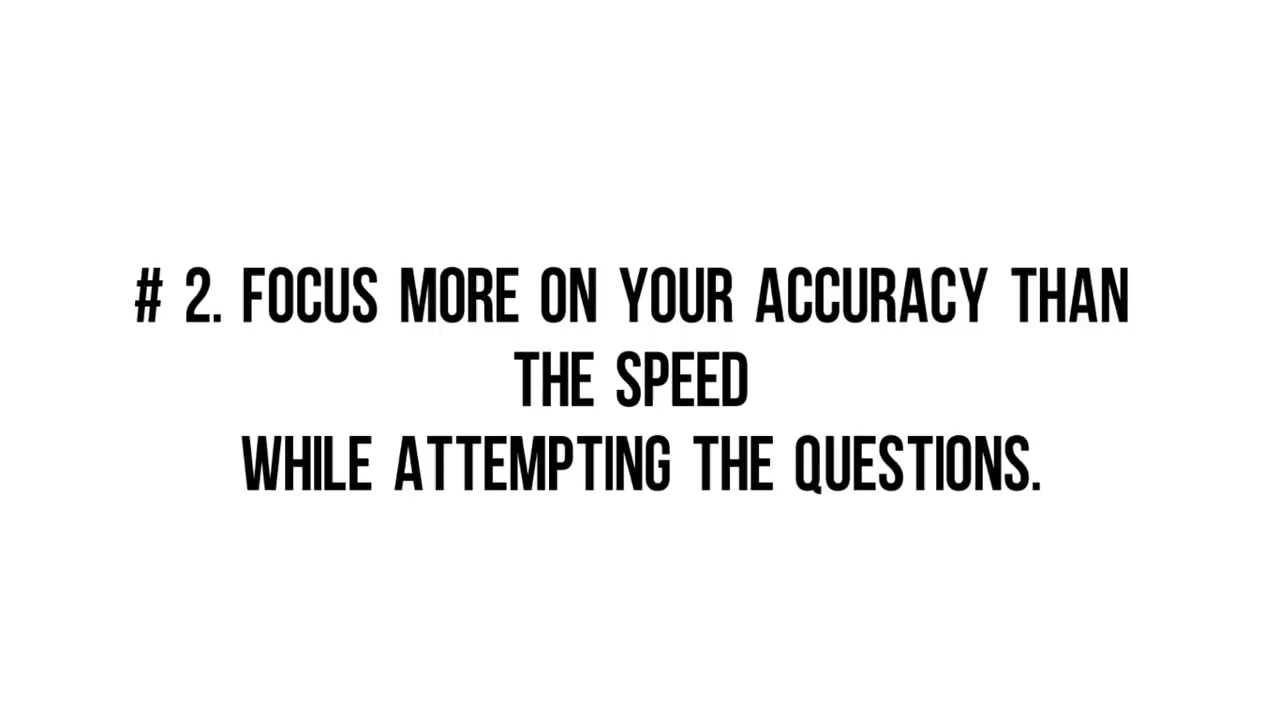 # 2. FOCUS MORE ON YOUR ACCURACY THAN
THE SPEED
WHILE ATTEMPTING THE QUESTIONS.